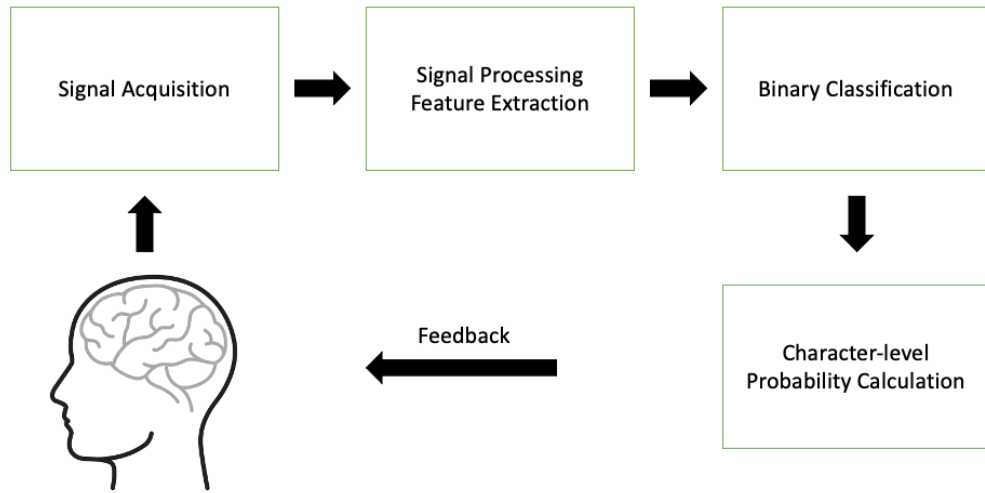 Signal Acquisition
Signal Processing
Feature Extraction
Binary Classification
Character-level
Probability Calculation
Feedback